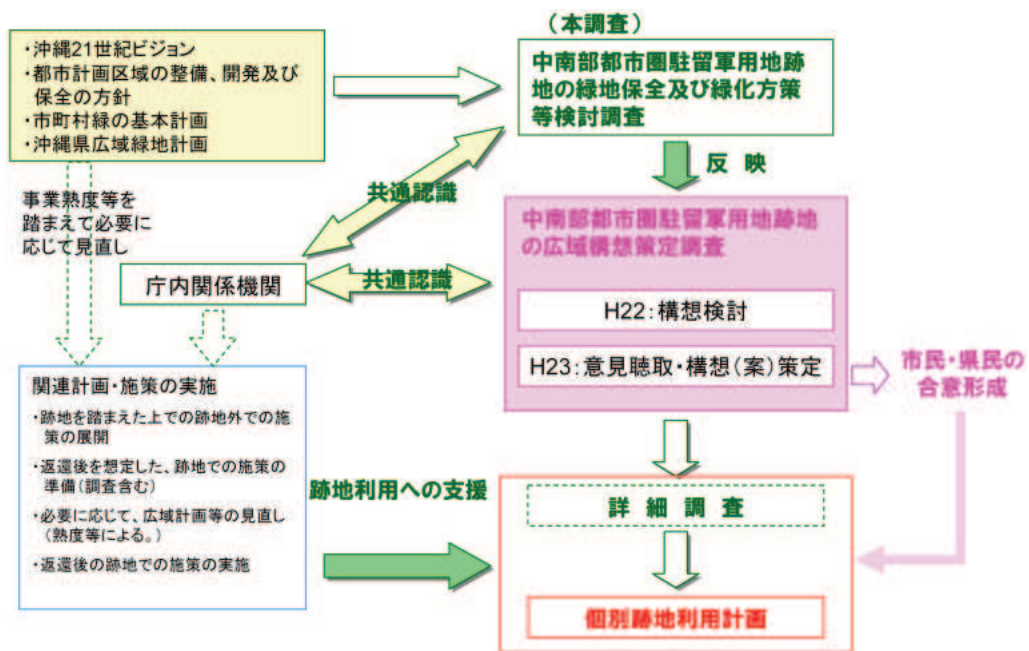 ・沖縄21世紀ビジョン
・都市計画区域の整備、開発及び
保全の方針
・市町村緑の基本計画
・沖縄県広域緑地計画
(本調査)
中南部都市圏駐留軍用地跡
地の緑地保全及び緑化方策
等検討調査
反 映
共通認識
事業熟度等を
踏まえて必要に
応じて見直し
庁内関係機関
共通認識
中南部都市圏駐留軍用地跡地
の広域構想策定調査
H22:構想検討
H23:意見聴取・構想(案)策定
市民・県民の
合意形成
関連計画・施策の実施
・跡地を踏まえた上での跡地外での施
策の展開
・返還後を想定した、跡地での施策の
準備(調査含む)
・必要に応じて、広域計画等の見直し
(熟度等による。)
・返還後の跡地での施策の実施
跡地利用への支援
詳 細 調 査
個別跡地利用計画